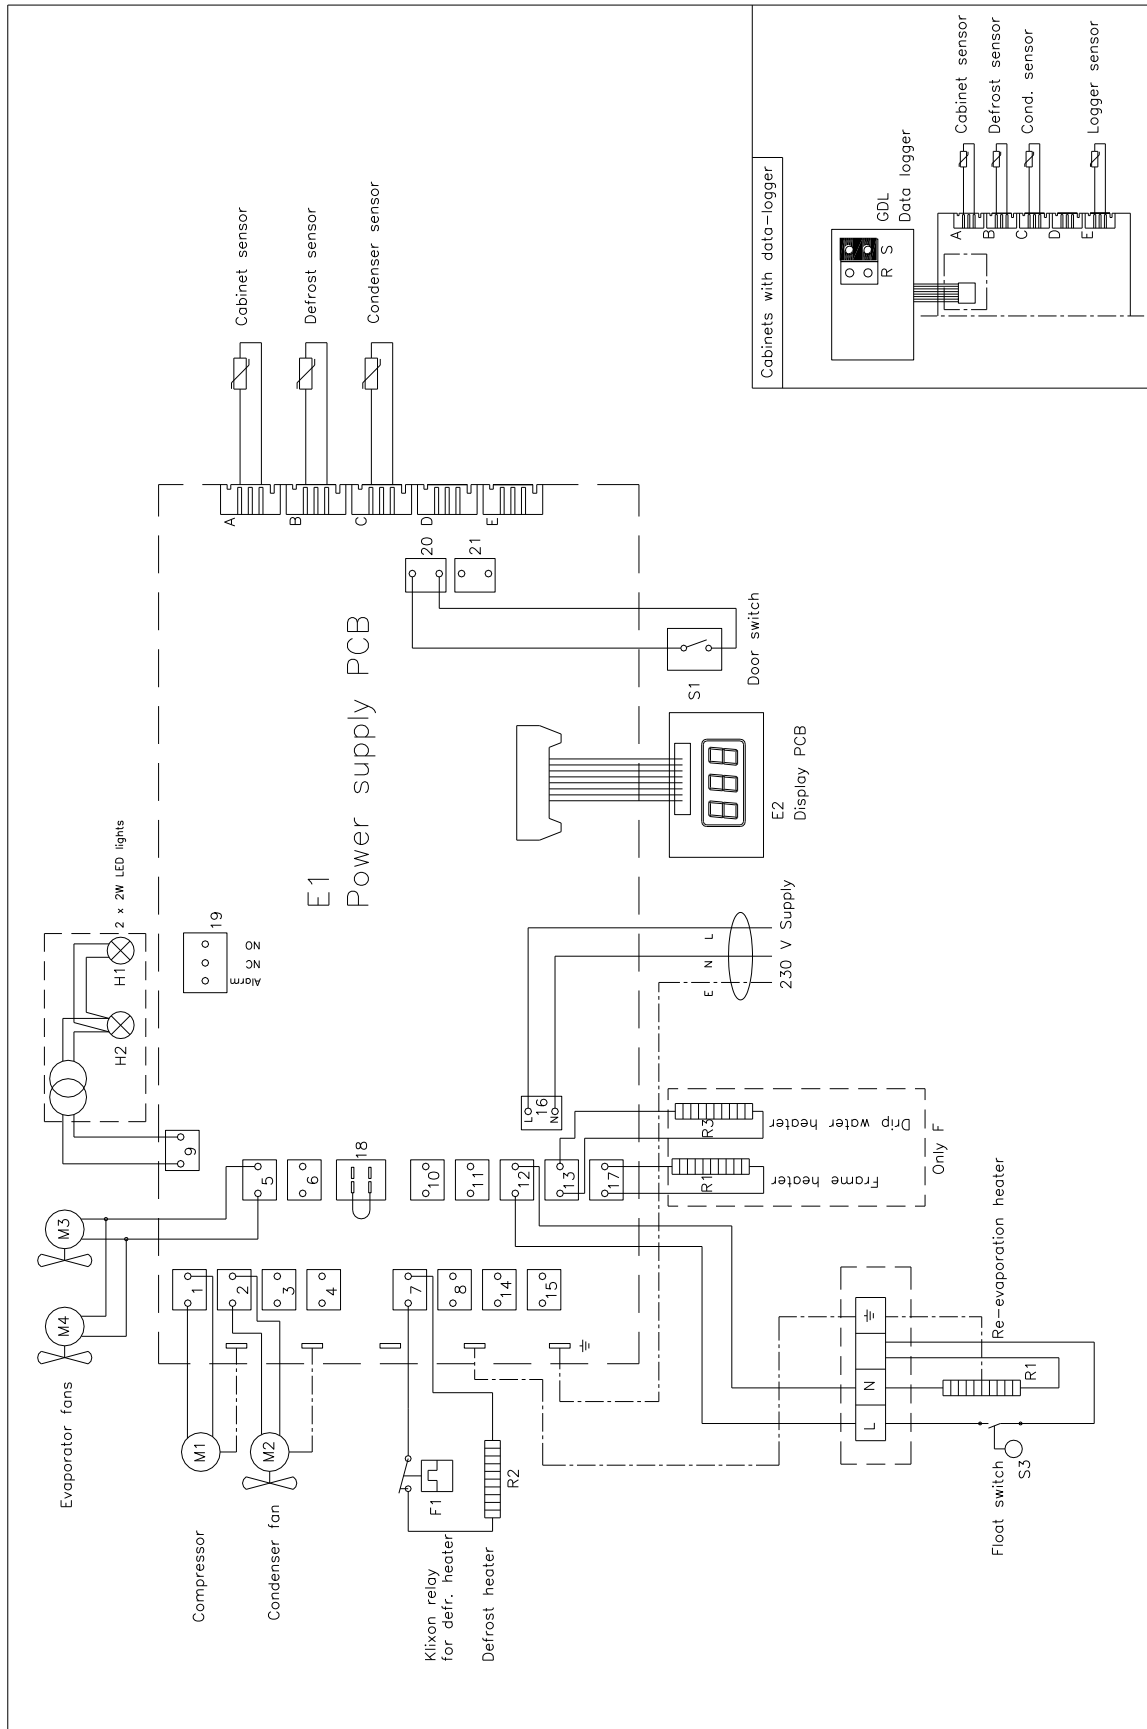 Evaporator fans
M4
M3
H2
H1
2 x 2W LED lights
9
19
Alarm
NC
NO
E1
Power supply PCB
Compressor
M1
Condenser fan
M2
1
2
3
4
5
6
18
10
11
12
13
17
7
8
14
15
Klixon relay
for defr. heater
F1
Defrost heater
R2
16
L
N
E
N
L
230 V Supply
R3
Drip water heater
R1
Frame heater
Only F
E2
Display PCB
S1
Door switch
20
21
A
B
C
D
E
Cabinet sensor
Defrost sensor
Condenser sensor
L
N
Re-evaporation heater
R1
Float switch
S3
Cabinets with data-logger
GDL
Data logger
R
S
A
B
C
D
E
Cabinet sensor
Defrost sensor
Cond. sensor
Logger sensor